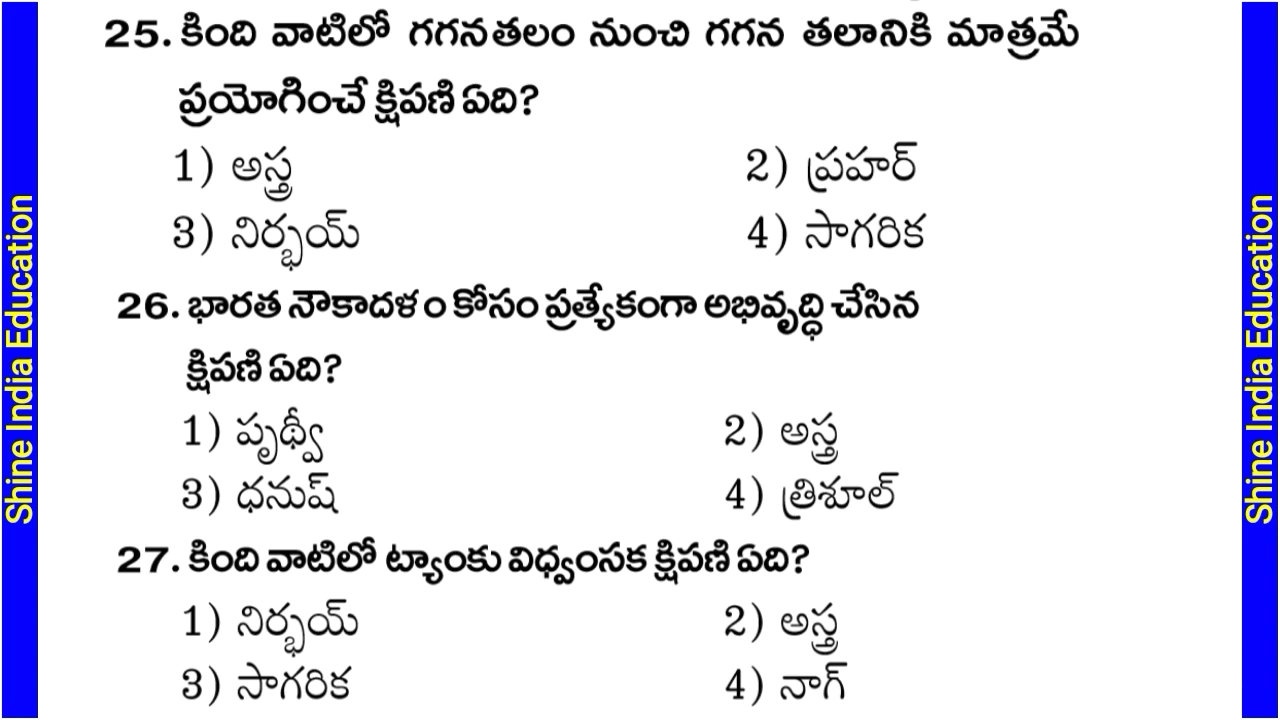 Shine India Education
25. కింది వాటిలో గగనతలం నుంచి గగన తలానికి మాత్రమే
ప్రయోగించే క్షిపణి ఏది?
1) అస్త్ర 2) ప్రహర్
3) నిర్భయ్ 4) సాగరిక
26. భారత నౌకాదళం కోసం ప్రత్యేకంగా అభివృద్ధి చేసిన
క్షిపణి ఏది?
1) పృథ్వీ 2) అస్త్ర
3) ధనుష్ 4) త్రిశూల్
27. కింది వాటిలో ట్యాంకు విధ్వంసక క్షిపణి ఏది?
1) నిర్భయ్ 2) అస్త్ర
3) సాగరిక 4) నాగ్
Shine India Education